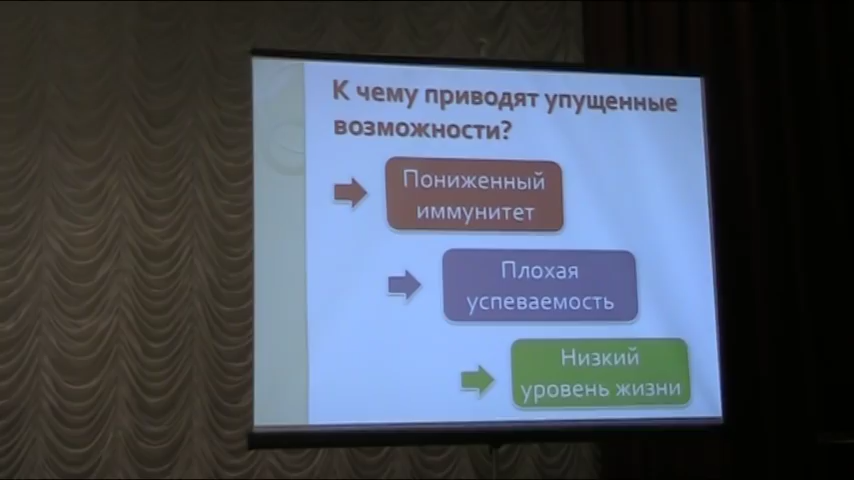 К чему приводят упущенные
возможности?
Пониженный
иммунитет
Плохая
успеваемость
Низкий
уровень жизни